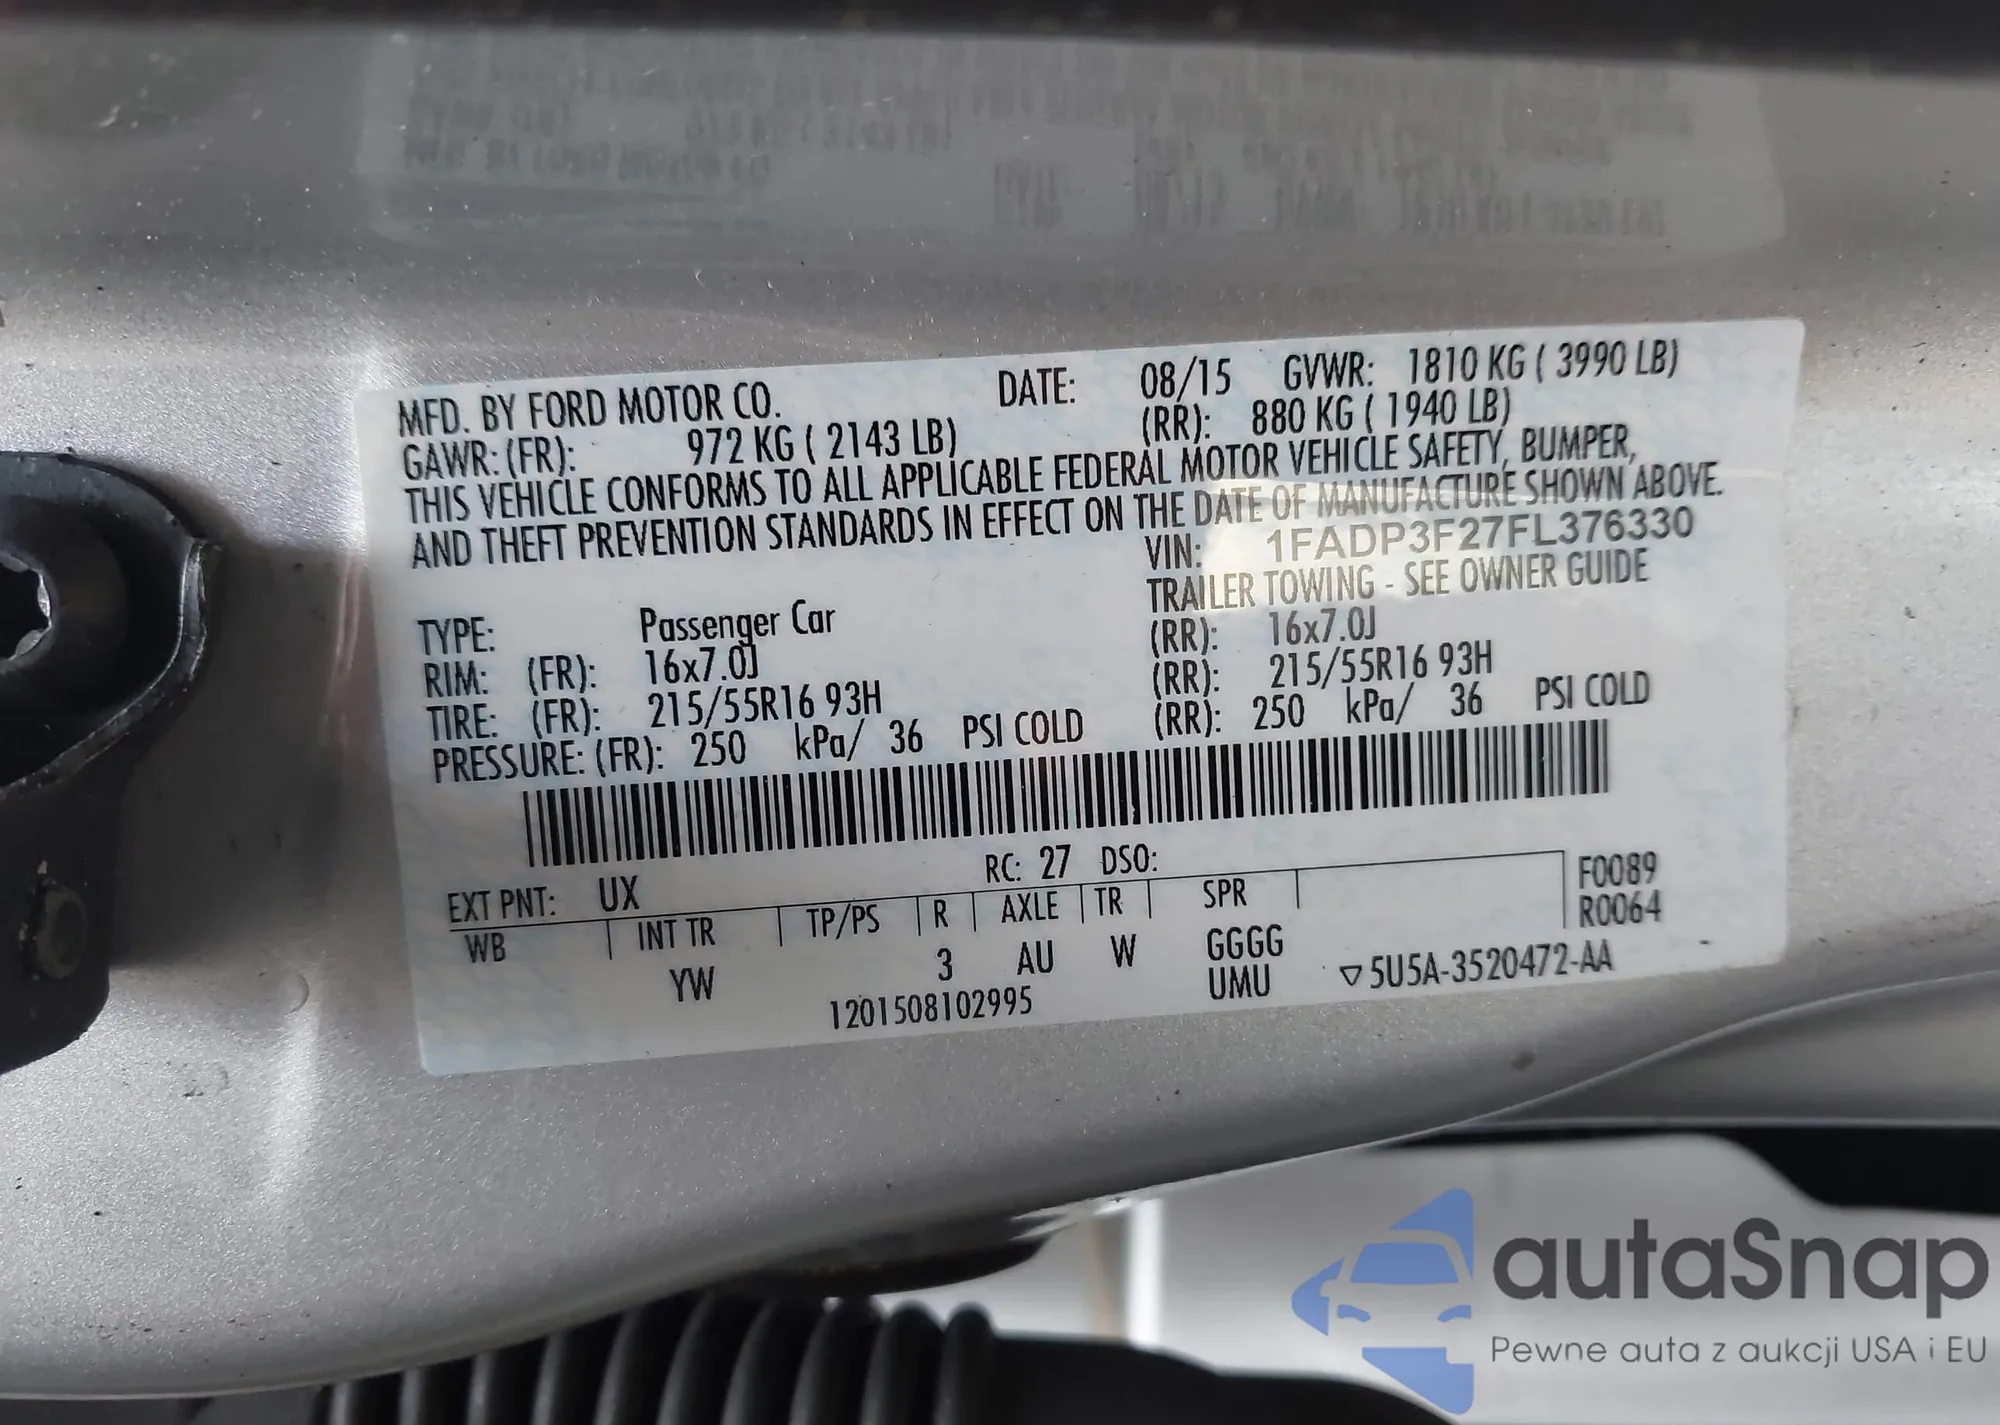 MFD. BY FORD MOTOR CO. DATE: 08/15 GVWR: 1810 KG ( 3990 LB)
GAWR: (FR): 972 KG ( 2143 LB) (RR): 880 KG ( 1940 LB)
THIS VEHICLE CONFORMS TO ALL APPLICABLE FEDERAL MOTOR VEHICLE SAFETY, BUMPER,
AND THEFT PREVENTION STANDARDS IN EFFECT ON THE DATE OF MANUFACTURE SHOWN ABOVE.
VIN: 1FADP3F27FL376330
TYPE: Passenger Car TRAILER TOWING - SEE OWNER GUIDE
RIM: (FR): 16x7.0J (RR): 16x7.0J
TIRE: (FR): 215/55R16 93H (RR): 215/55R16 93H
PRESSURE: (FR): 250 kPa/ 36 PSI COLD (RR): 250 kPa/ 36 PSI COLD
EXT PNT: UX RC: 27 DSO: F0089
WB INT TR TP/PS R AXLE TR SPR R0064
YW 3 AU W GGGG
1201508102995 UMU ▽5U5A-3520472-AA
autaSnap
Pewne auta z aukcji USA i EU